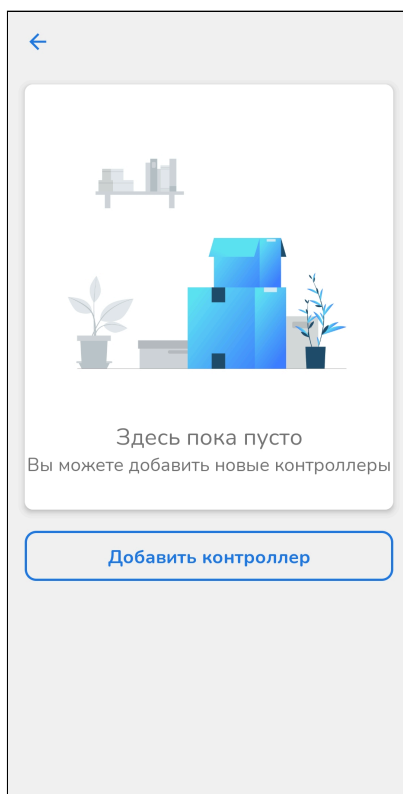 Здесь пока пусто
Вы можете добавить новые контроллеры
Добавить контроллер